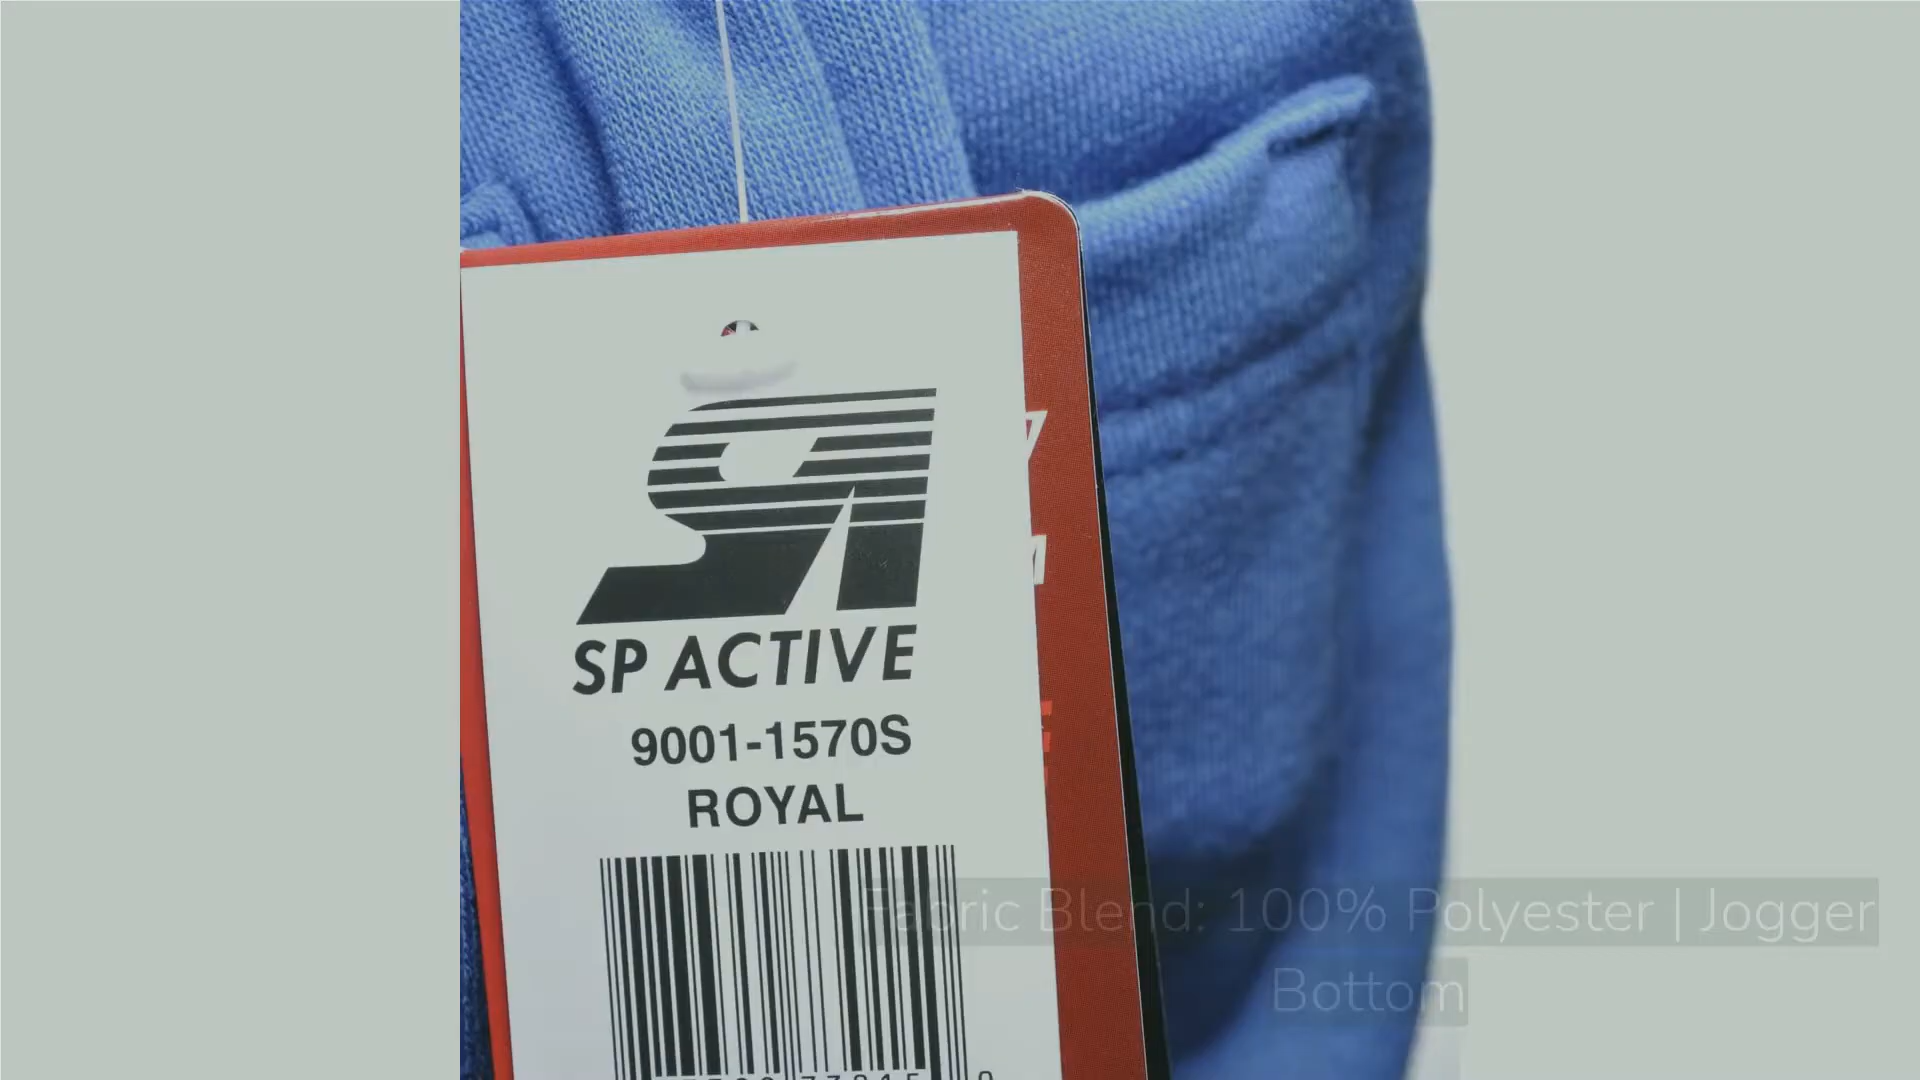 SP ACTIVE
9001-1570S
ROYAL
Fabric Blend: 100% Polyester | Jogger
Bottom